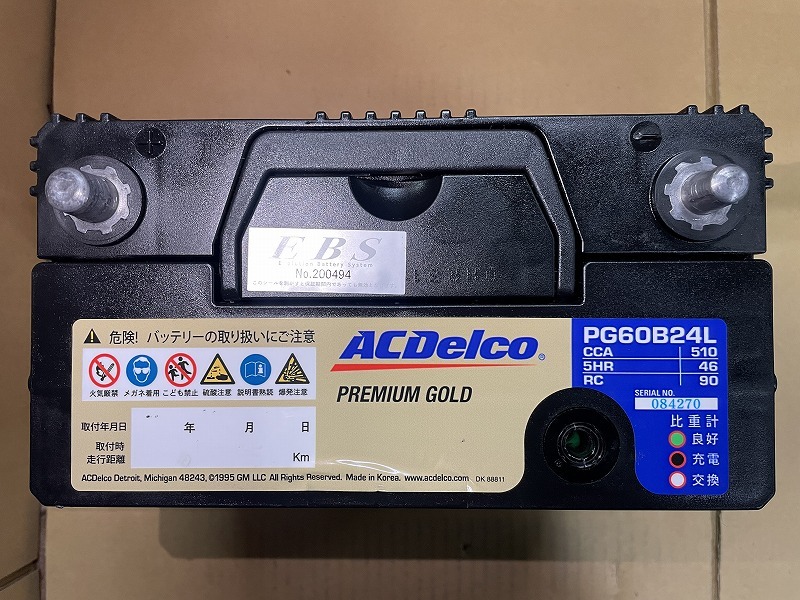 +
-
F B S
Battery System
No.200494
危険! バッテリーの取り扱いにご注意
火気厳禁 メガネ着用 こども禁止 硫酸注意 説明書熟読 爆発注意
取付年月日 年 月 日
取付時
走行距離 Km
ACDelco®
PREMIUM GOLD
PG60B24L
CCA 510
5HR 46
RC 90
SERIAL NO.
084270
比重計
良好
充電
交換
ACDelco Detroit, Michigan 48243, ©1995 GM LLC All Rights Reserved. Made in Korea. www.acdelco.com DK 88811